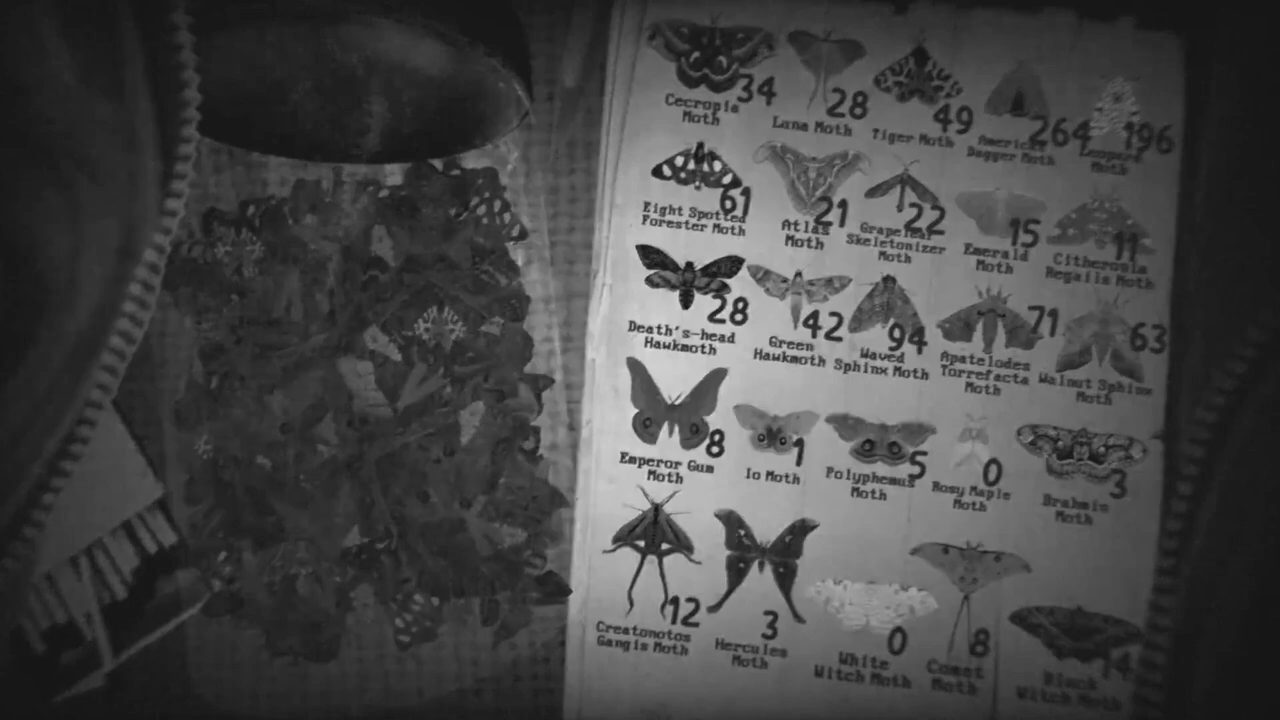 34 28 49 264 196
Cecropia
Moth
Luna Moth
Tiger Moth
American
Dagger Moth
Leopard
Moth
61 21 22 15 11
Eight Spotted
Forester Moth
Atlas
Moth
Grapeleaf
Skeletonizer
Moth
Emerald
Moth
Citheronia
Regalis Moth
28 42 94 71 63
Death's-head
Hawkmoth
Green
Hawkmoth
Waved
Sphinx Moth
Apatelodes
Torrefacta
Moth
Walnut Sphinx
Moth
8 1 5 0 3
Emperor Gum
Moth
Io Moth
Polyphemus
Moth
Rosy Maple
Moth
Brahmin
Moth
12 3 0 8 4
Creatonotos
Gangis Moth
Hercules
Moth
White
Witch Moth
Comet
Moth
Black
Witch Moth